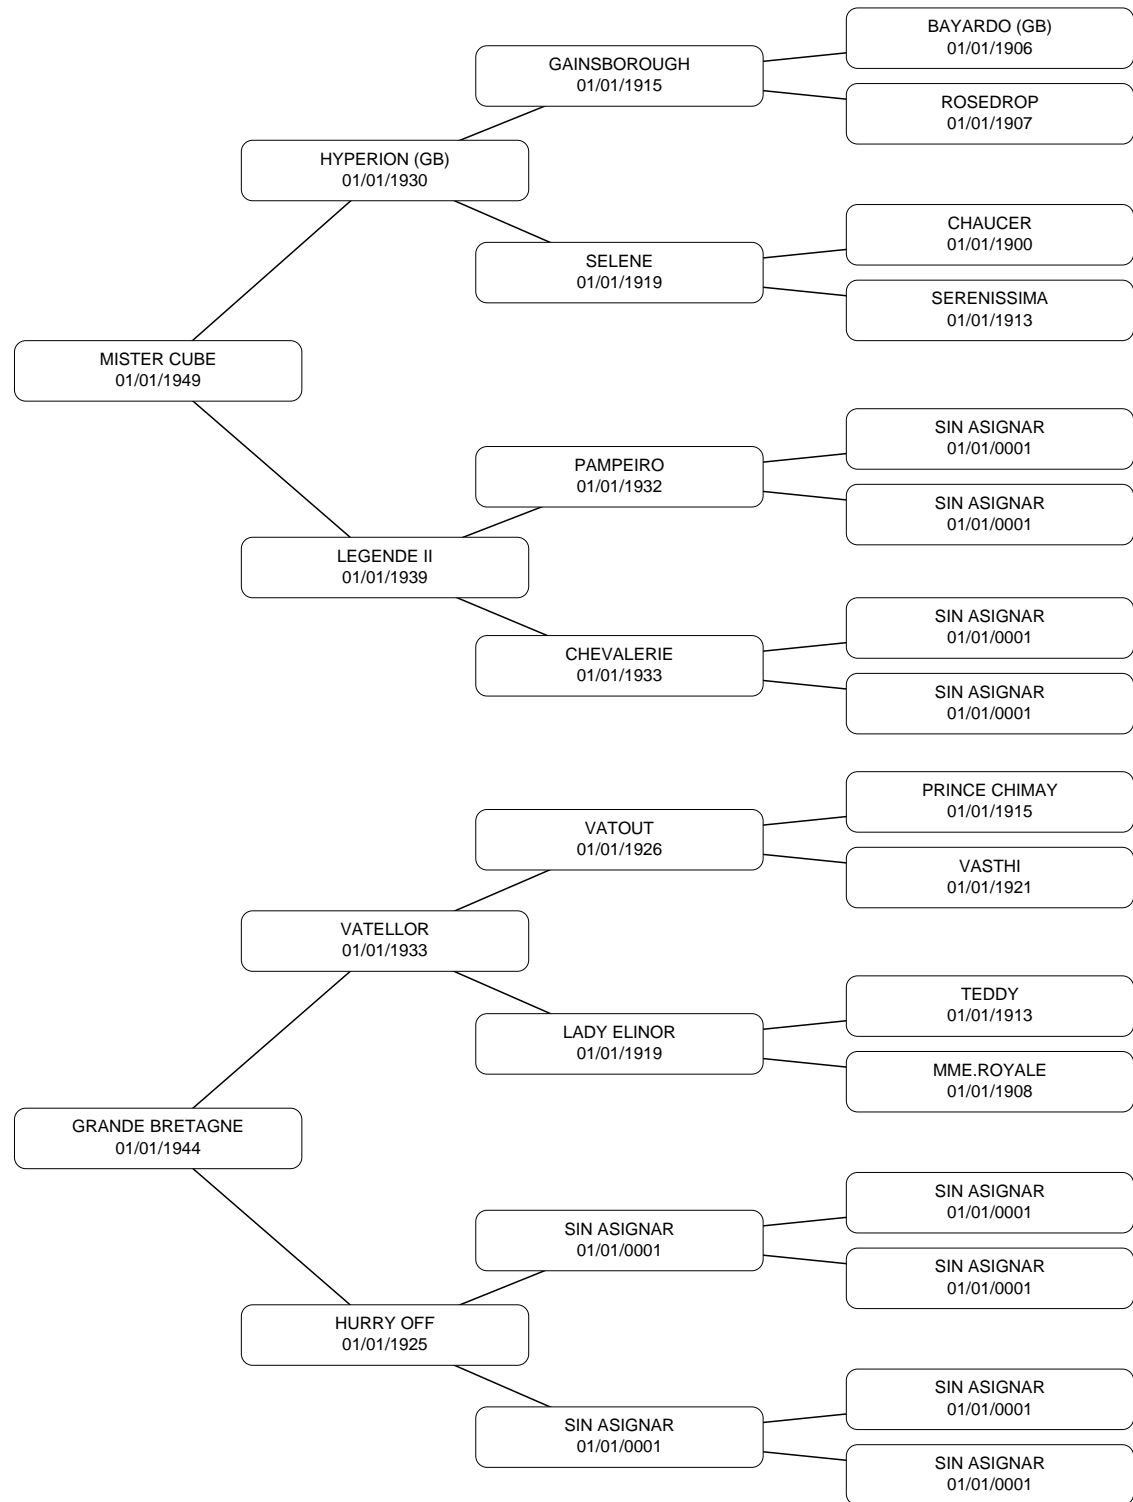 BAYARDO (GB)
01/01/1906
GAINSBOROUGH
01/01/1915
ROSEDROP
01/01/1907
HYPERION (GB)
01/01/1930
CHAUCER
01/01/1900
SELENE
01/01/1919
SERENISSIMA
01/01/1913
MISTER CUBE
01/01/1949
SIN ASIGNAR
01/01/0001
PAMPEIRO
01/01/1932
SIN ASIGNAR
01/01/0001
LEGENDE II
01/01/1939
SIN ASIGNAR
01/01/0001
CHEVALERIE
01/01/1933
SIN ASIGNAR
01/01/0001
PRINCE CHIMAY
01/01/1915
VATOUT
01/01/1926
VASTHI
01/01/1921
VATELLOR
01/01/1933
TEDDY
01/01/1913
LADY ELINOR
01/01/1919
MME.ROYALE
01/01/1908
GRANDE BRETAGNE
01/01/1944
SIN ASIGNAR
01/01/0001
SIN ASIGNAR
01/01/0001
SIN ASIGNAR
01/01/0001
HURRY OFF
01/01/1925
SIN ASIGNAR
01/01/0001
SIN ASIGNAR
01/01/0001
SIN ASIGNAR
01/01/0001